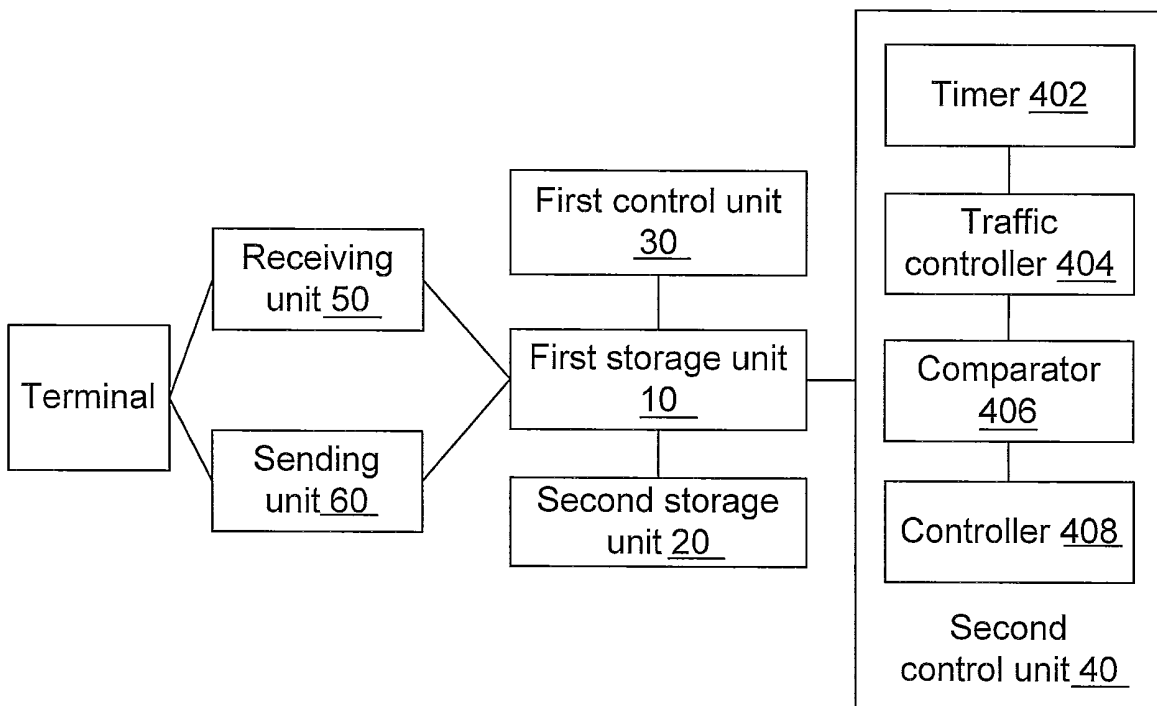 Terminal
Receiving
unit 50
Sending
unit 60
First control unit
30
First storage unit
10
Second storage
unit 20
Timer 402
Traffic
controller 404
Comparator
406
Controller 408
Second
control unit 40